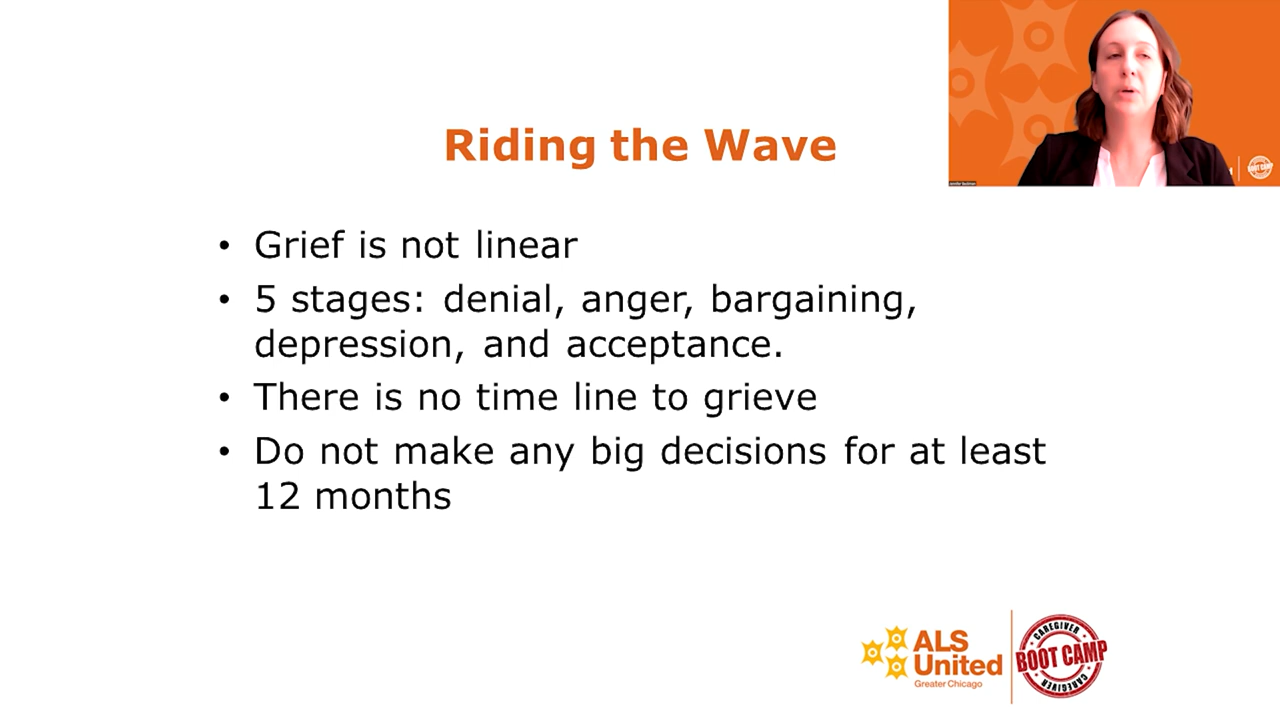 Riding the Wave
• Grief is not linear
• 5 stages: denial, anger, bargaining,
depression, and acceptance.
• There is no time line to grieve
• Do not make any big decisions for at least
12 months
ALS
United
Greater Chicago
CAREGIVER
BOOT CAMP
CAREGIVER
BOOT CAMP